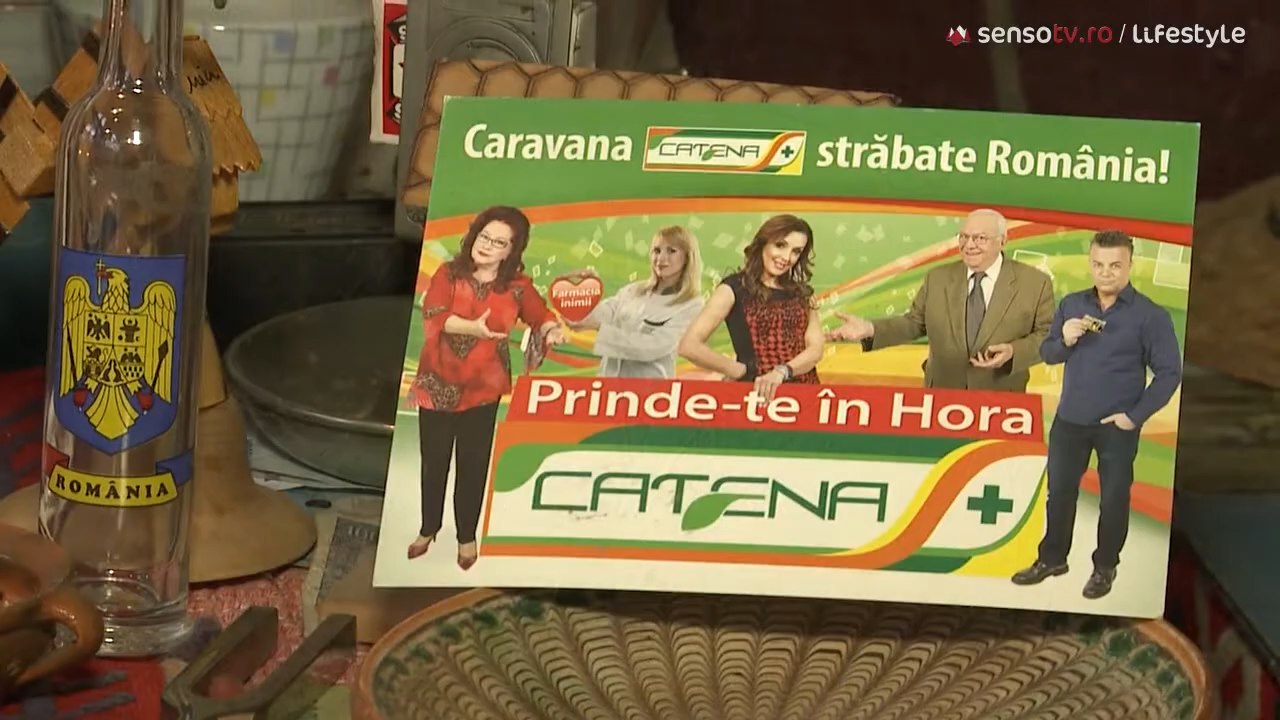 sensotv.ro / lifestyle
Caravana CATENA străbate România!
Farmacia
inimii
Prinde-te în Hora
CATENA
ROMÂNIA